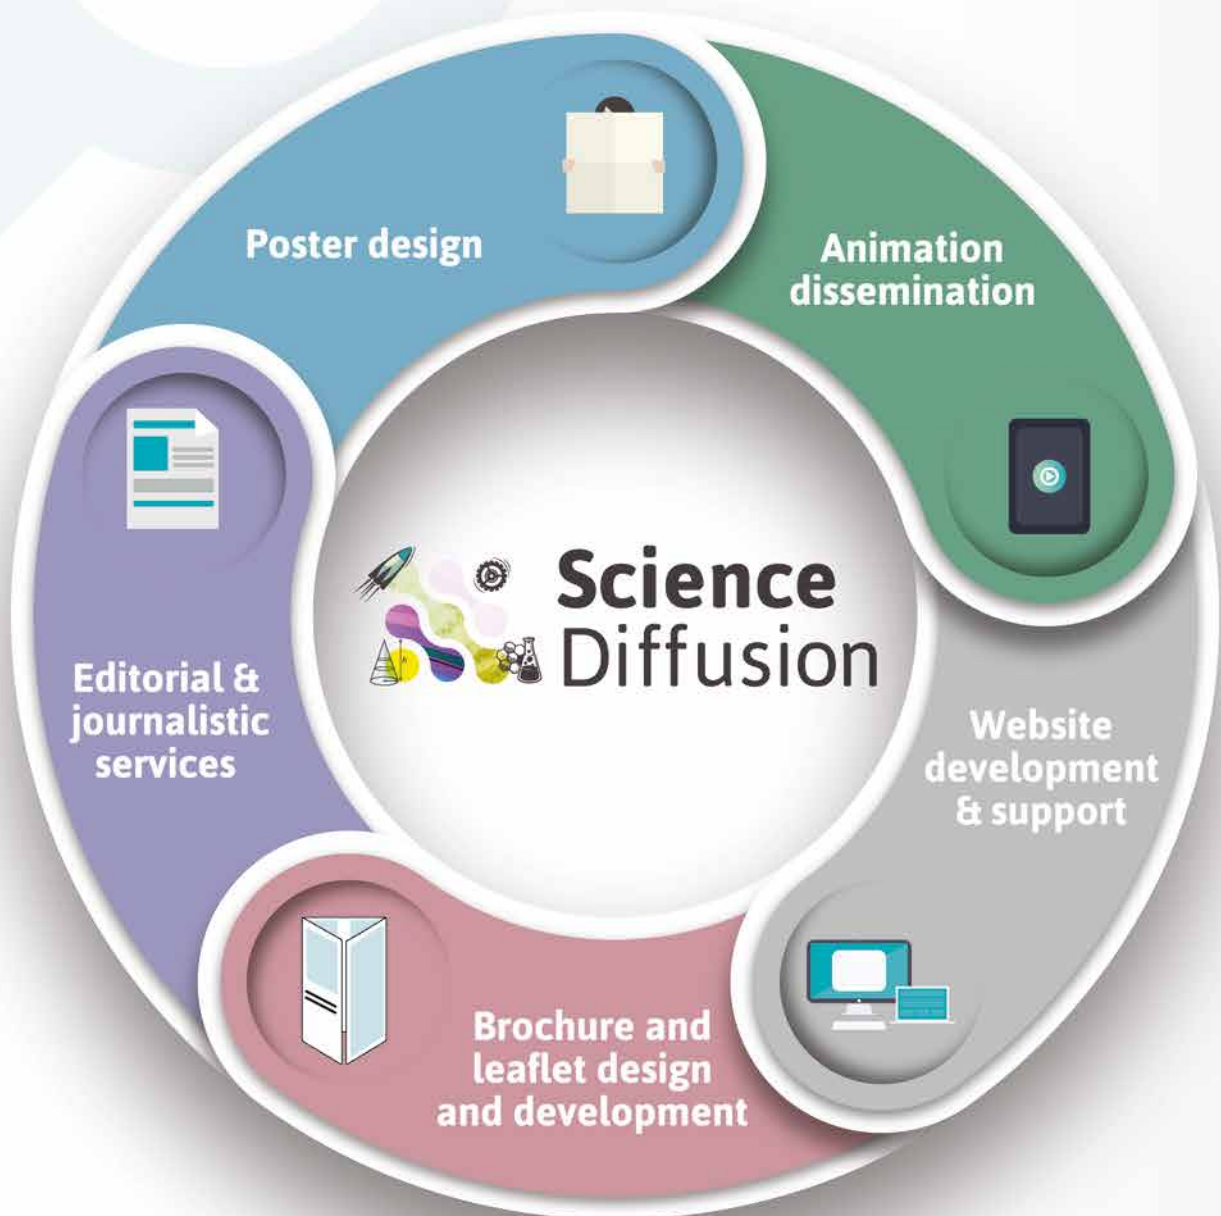 Poster design
Animation
dissemination
Science
Diffusion
Editorial &
journalistic
services
Website
development
& support
Brochure and
leaflet design
and development